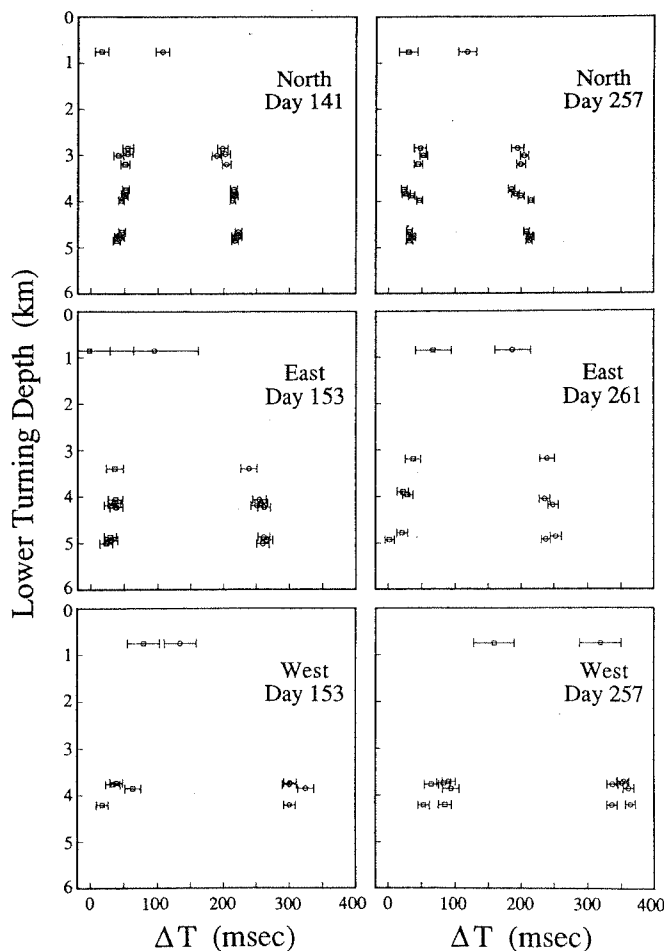 Lower Turning Depth (km)
0
1
2
3
4
5
6
North
Day 141
North
Day 257
0
1
2
3
4
5
6
East
Day 153
East
Day 261
0
1
2
3
4
5
6
West
Day 153
West
Day 257
0 100 200 300 400
0 100 200 300 400
ΔT (msec)
ΔT (msec)